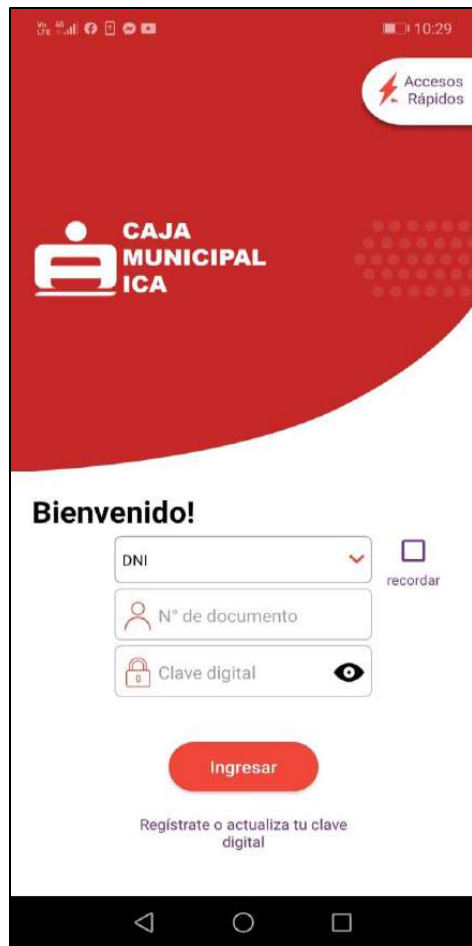 10:29
Accesos
Rápidos
CAJA
MUNICIPAL
ICA
Bienvenido!
DNI
recordar
N° de documento
Clave digital
Ingresar
Regístrate o actualiza tu clave
digital